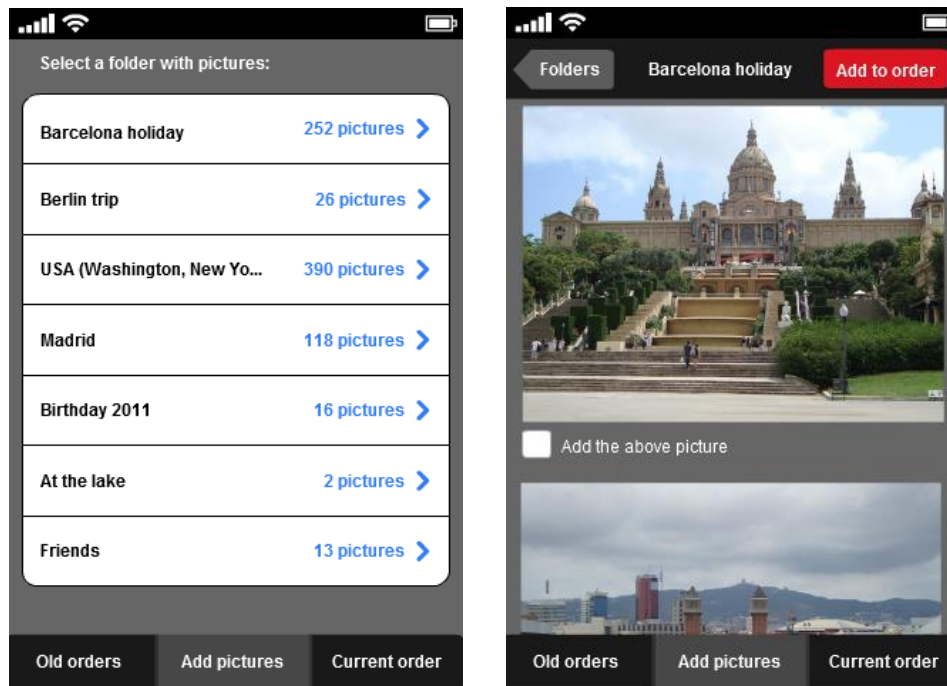 Select a folder with pictures:
Barcelona holiday 252 pictures
Berlin trip 26 pictures
USA (Washington, New Yo... 390 pictures
Madrid 118 pictures
Birthday 2011 16 pictures
At the lake 2 pictures
Friends 13 pictures
Old orders Add pictures Current order
Folders Barcelona holiday Add to order
Add the above picture
Old orders Add pictures Current order